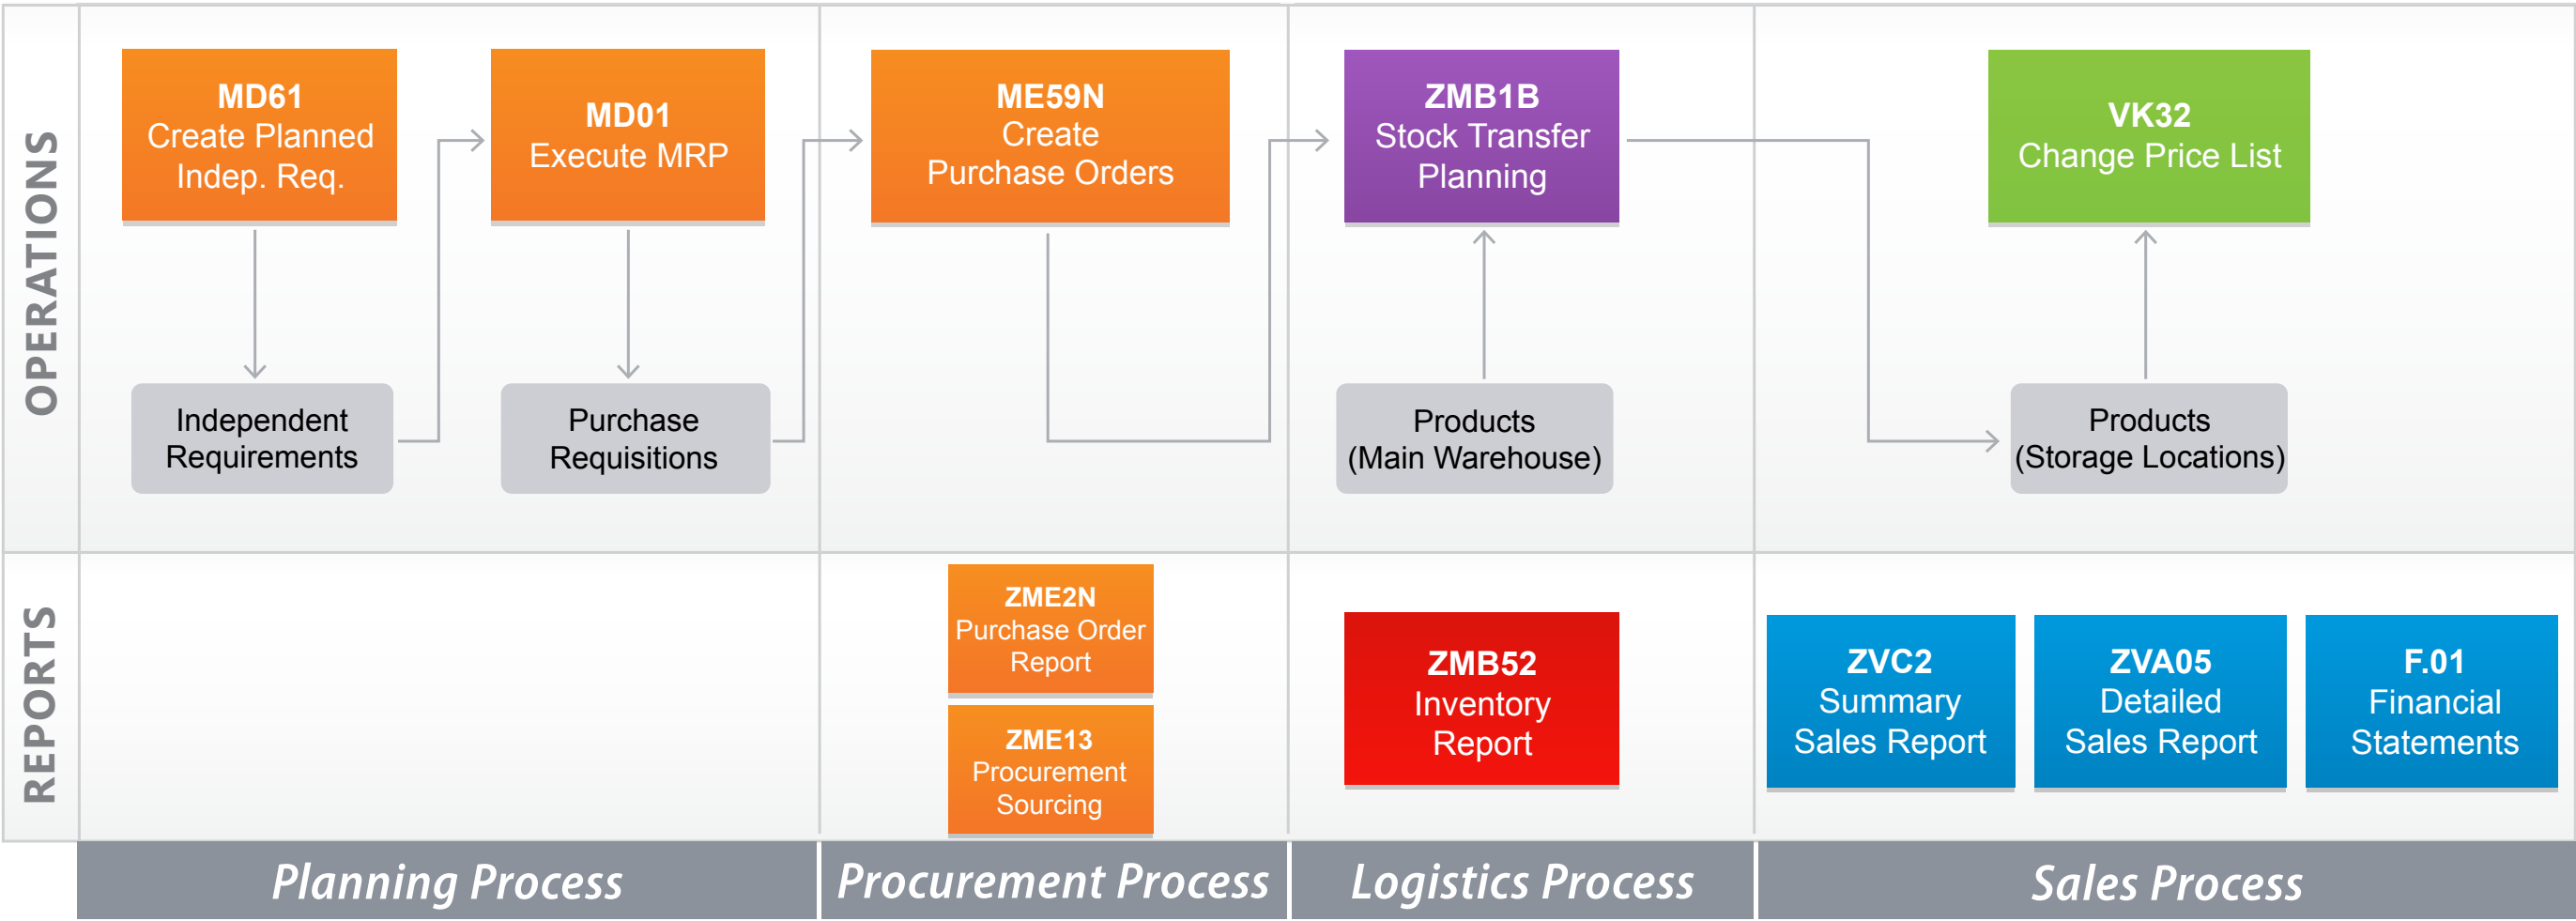 OPERATIONS
MD61
Create Planned
Indep. Req.
MD01
Execute MRP
ME59N
Create
Purchase Orders
ZMB1B
Stock Transfer
Planning
VK32
Change Price List
Independent
Requirements
Purchase
Requisitions
Products
(Main Warehouse)
Products
(Storage Locations)
REPORTS
ZME2N
Purchase Order
Report
ZME13
Procurement
Sourcing
ZMB52
Inventory
Report
ZVC2
Summary
Sales Report
ZVA05
Detailed
Sales Report
F.01
Financial
Statements
Planning Process
Procurement Process
Logistics Process
Sales Process